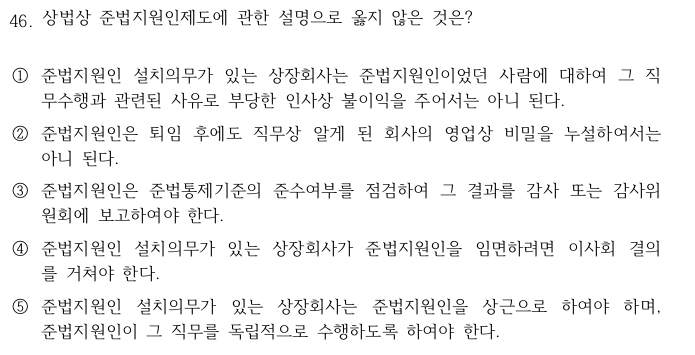 46. 상법상 준법지원인제도에 관한 설명으로 옳지 않은 것은?
① 준법지원인 설치의무가 있는 상장회사는 준법지원인이었던 사람에 대하여 그 직
무수행과 관련된 사유로 부당한 인사상 불이익을 주어서는 아니 된다.
② 준법지원인은 퇴임 후에도 직무상 알게 된 회사의 영업상 비밀을 누설하여서는
아니 된다.
③ 준법지원인은 준법통제기준의 준수여부를 점검하여 그 결과를 감사 또는 감사위
원회에 보고하여야 한다.
④ 준법지원인 설치의무가 있는 상장회사가 준법지원인을 임면하려면 이사회 결의
를 거쳐야 한다.
⑤ 준법지원인 설치의무가 있는 상장회사는 준법지원인을 상근으로 하여야 하며,
준법지원인이 그 직무를 독립적으로 수행하도록 하여야 한다.